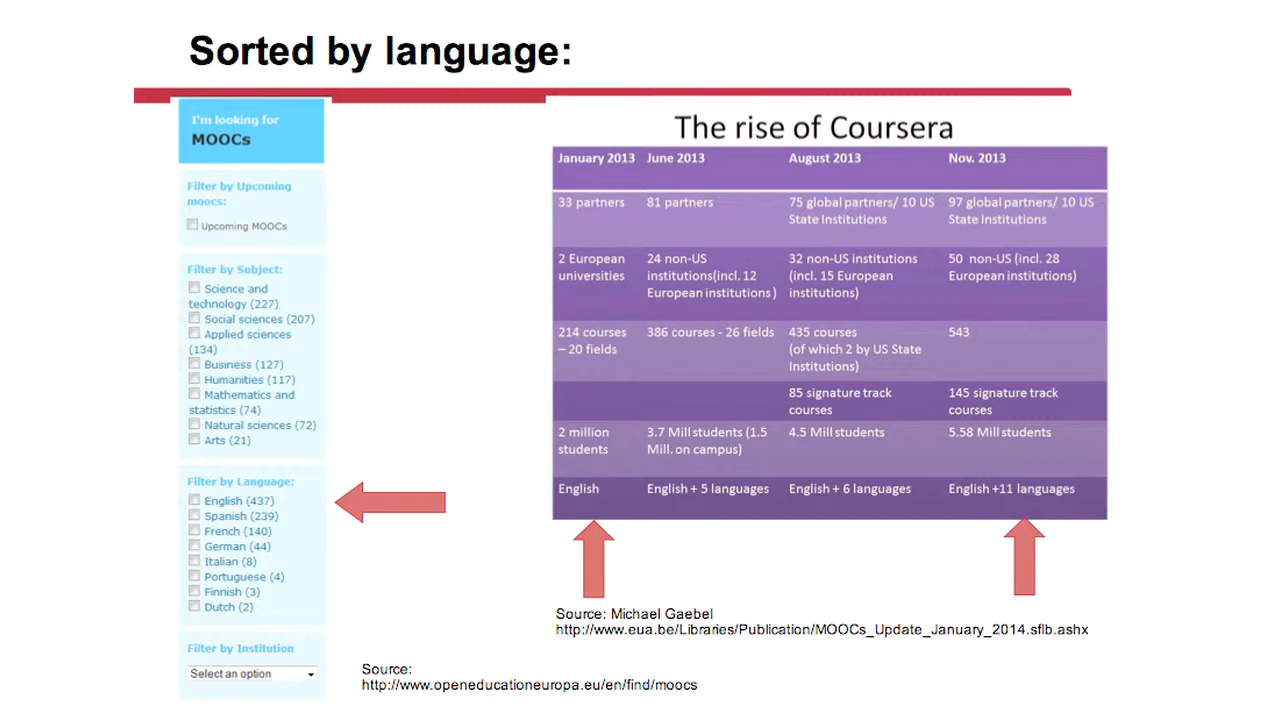 Sorted by language:
I'm looking for
MOOCs
Filter by Upcoming
moocs:
Upcoming MOOCs
Filter by Subject:
Science and
technology (227)
Social sciences (207)
Applied sciences
(134)
Business (127)
Humanities (117)
Mathematics and
statistics (74)
Natural sciences (72)
Arts (21)
Filter by Language:
English (437)
Spanish (239)
French (140)
German (44)
Italian (8)
Portuguese (4)
Finnish (3)
Dutch (2)
Filter by Institution
Select an option
The rise of Coursera
January 2013 June 2013 August 2013 Nov. 2013
33 partners 81 partners 75 global partners/ 10 US 97 global partners/ 10 US
State Institutions State Institutions
2 European 24 non-US 32 non-US institutions 50 non-US (incl. 28
universities institutions(incl. 12 (incl. 15 European European institutions)
European institutions ) institutions)
214 courses 386 courses - 26 fields 435 courses 543
– 20 fields (of which 2 by US State
Institutions)
85 signature track 145 signature track
courses courses
2 million 3.7 Mill students (1.5 4.5 Mill students 5.58 Mill students
students Mill. on campus)
English English + 5 languages English + 6 languages English +11 languages
Source: Michael Gaebel
http://www.eua.be/Libraries/Publication/MOOCs_Update_January_2014.sflb.ashx
Source:
http://www.openeducationeuropa.eu/en/find/moocs